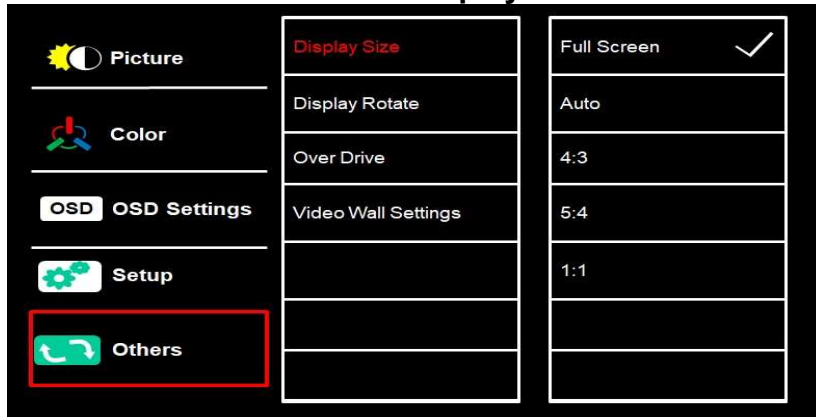 Picture
Color
OSD OSD Settings
Setup
Others
Display Size
Display Rotate
Over Drive
Video Wall Settings
Full Screen
Auto
4:3
5:4
1:1